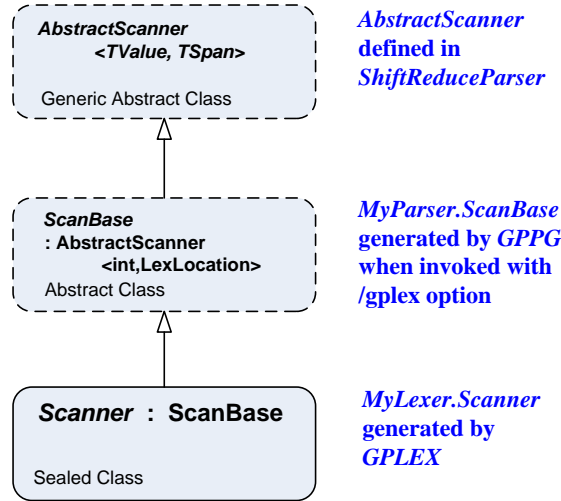 AbstractScanner
<TValue, TSpan>
Generic Abstract Class
AbstractScanner
defined in
ShiftReduceParser
ScanBase
: AbstractScanner
<int,LexLocation>
Abstract Class
MyParser.ScanBase
generated by GPPG
when invoked with
/gplex option
Scanner : ScanBase
Sealed Class
MyLexer.Scanner
generated by
GPLEX